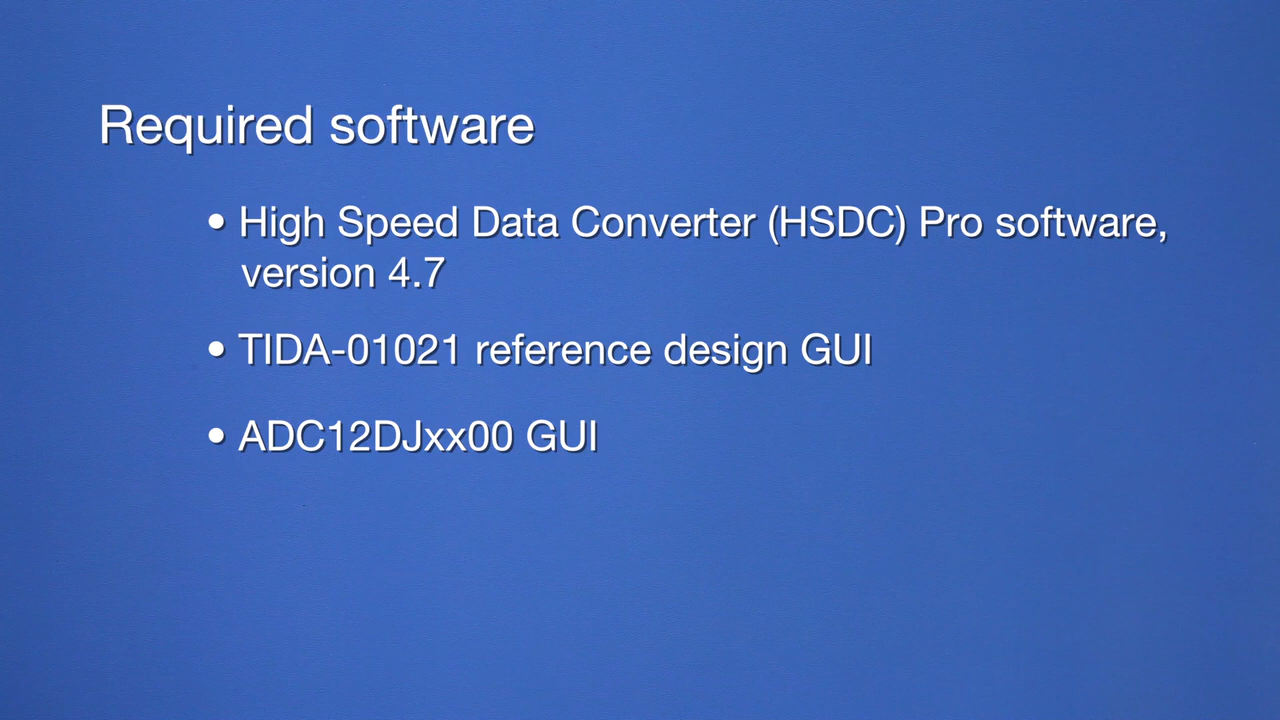 Required software
• High Speed Data Converter (HSDC) Pro software,
version 4.7
• TIDA-01021 reference design GUI
• ADC12DJxx00 GUI